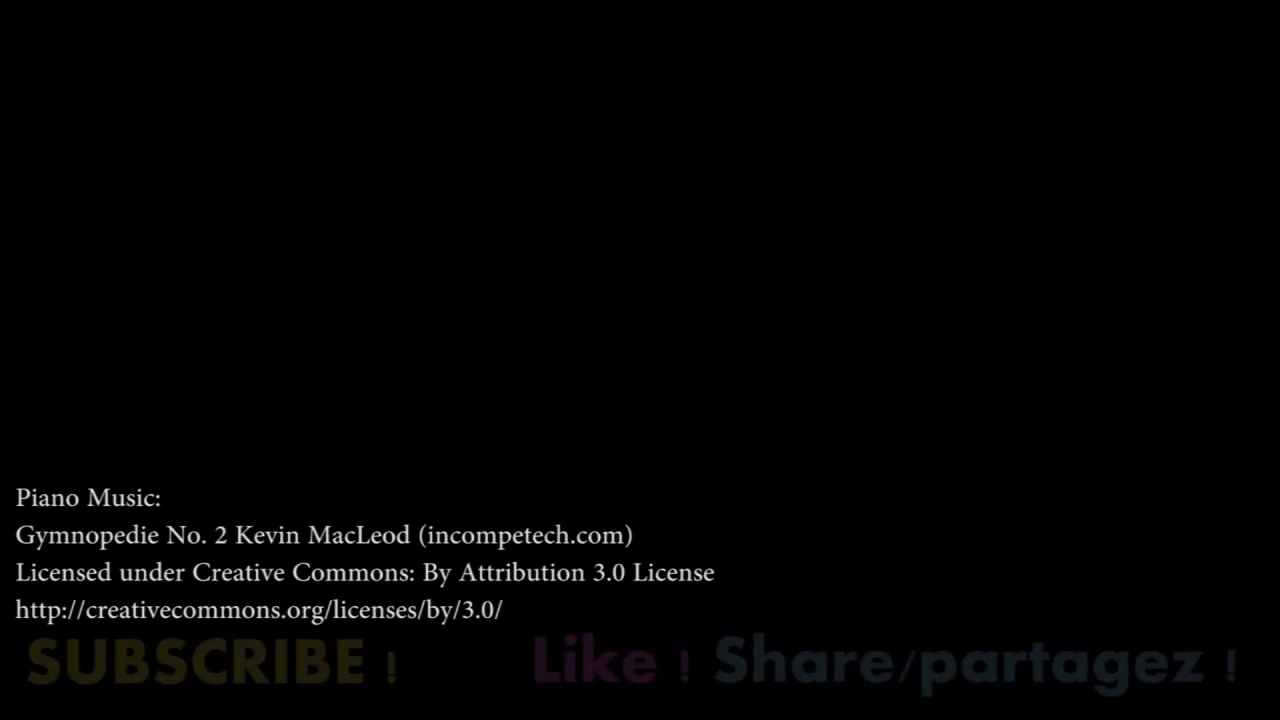 Piano Music:
Gymnopedie No. 2 Kevin MacLeod (incompetech.com)
Licensed under Creative Commons: By Attribution 3.0 License
http://creativecommons.org/licenses/by/3.0/
SUBSCRIBE ! Like ! Share/partagez !